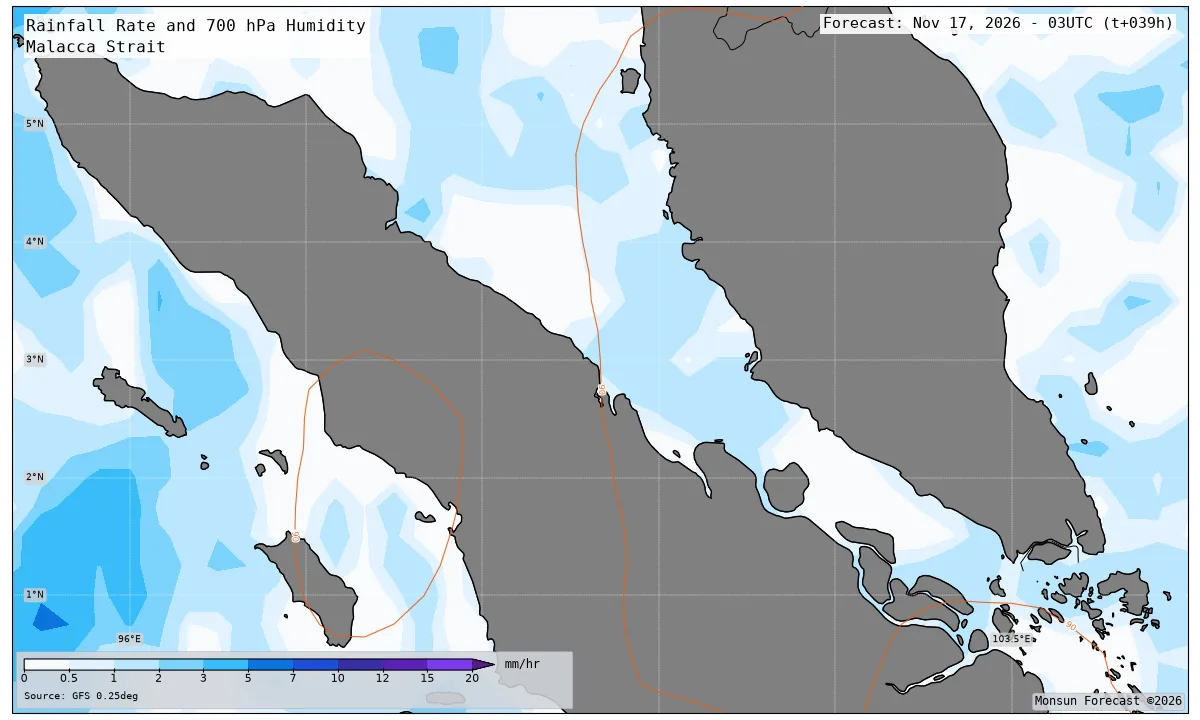 Rainfall Rate and 700 hPa Humidity
Malacca Strait
Forecast: Nov 17, 2026 - 03UTC (t+039h)
5°N
4°N
3°N
2°N
1°N
96°E
103.5°E
90
mm/hr
0 0.5 1 2 3 5 7 10 12 15 20
Source: GFS 0.25deg
Monsun Forecast ©2026